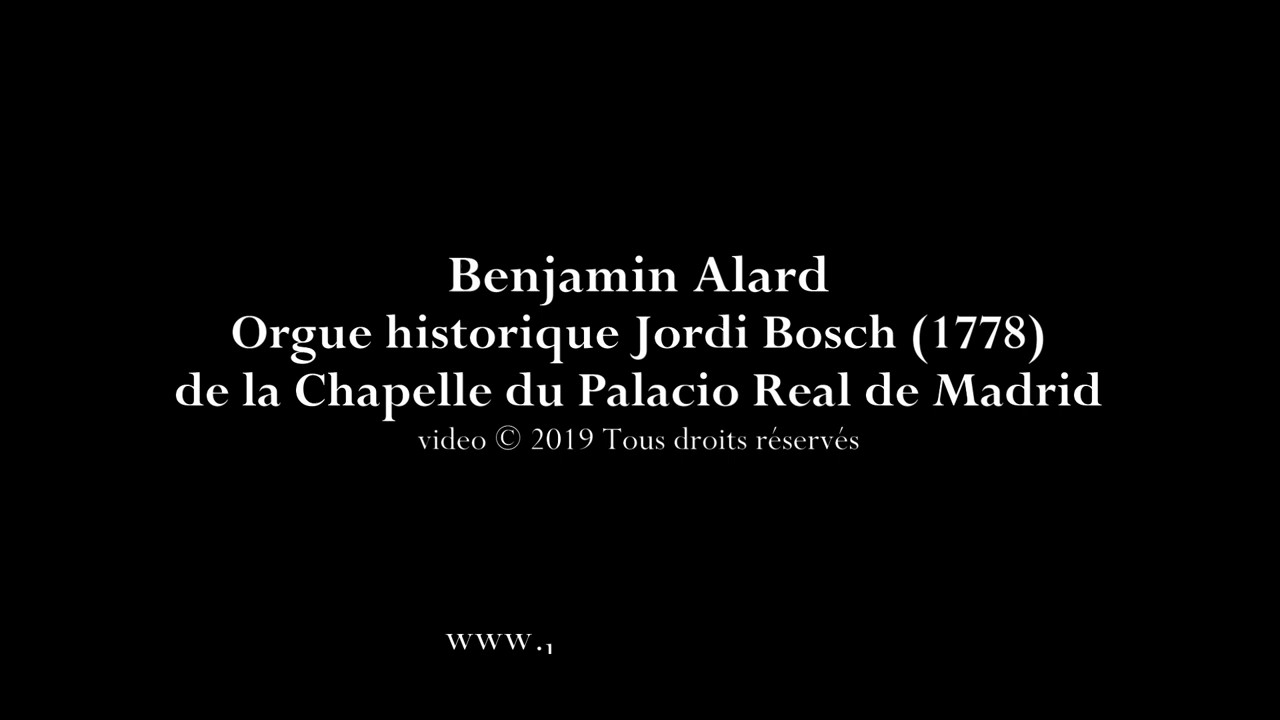 Benjamin Alard
Orgue historique Jordi Bosch (1778)
de la Chapelle du Palacio Real de Madrid
video © 2019 Tous droits réservés
www.